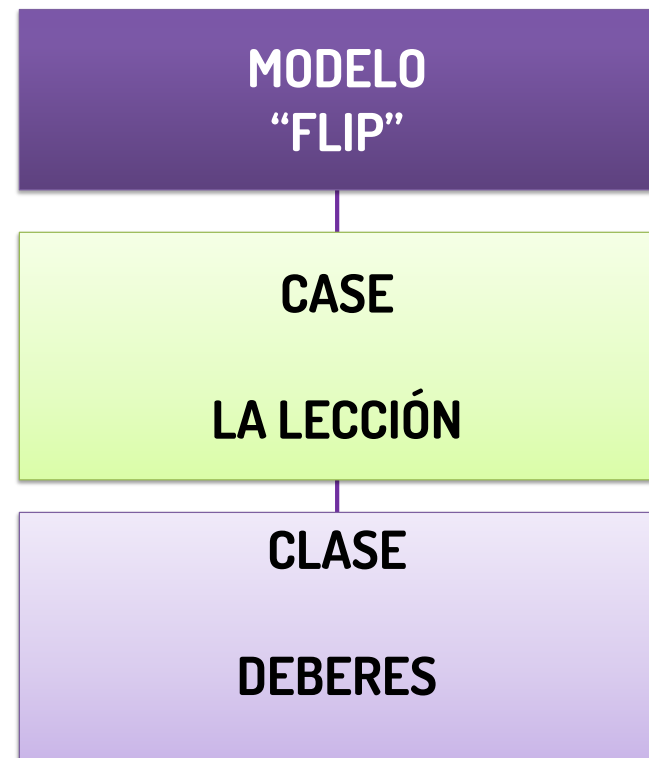 MODELO
“FLIP”
CASE
LA LECCIÓN
CLASE
DEBERES